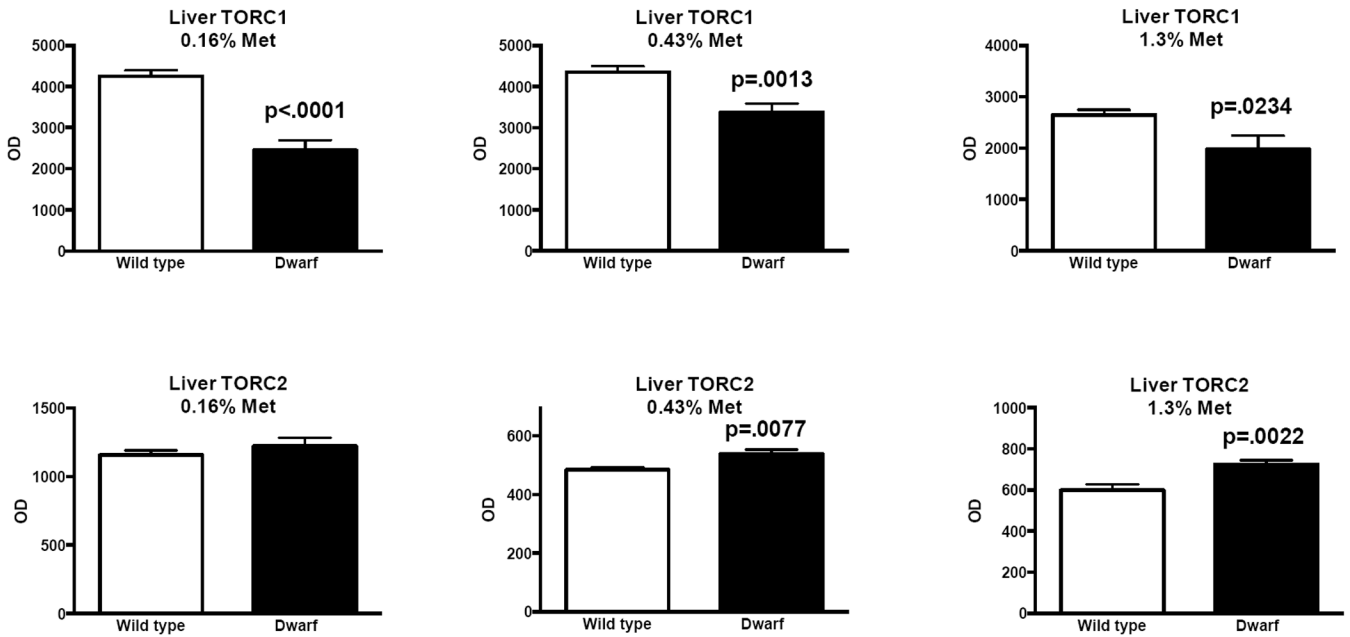 Liver TORC1
0.16% Met
5000
4000
3000
2000
1000
0
OD
p<.0001
Wild type
Dwarf
Liver TORC1
0.43% Met
5000
4000
3000
2000
1000
0
OD
p=.0013
Wild type
Dwarf
Liver TORC1
1.3% Met
4000
3000
2000
1000
0
OD
p=.0234
Wild type
Dwarf
Liver TORC2
0.16% Met
1500
1000
500
0
OD
Wild type
Dwarf
Liver TORC2
0.43% Met
600
400
200
0
OD
p=.0077
Wild type
Dwarf
Liver TORC2
1.3% Met
1000
800
600
400
200
0
OD
p=.0022
Wild type
Dwarf